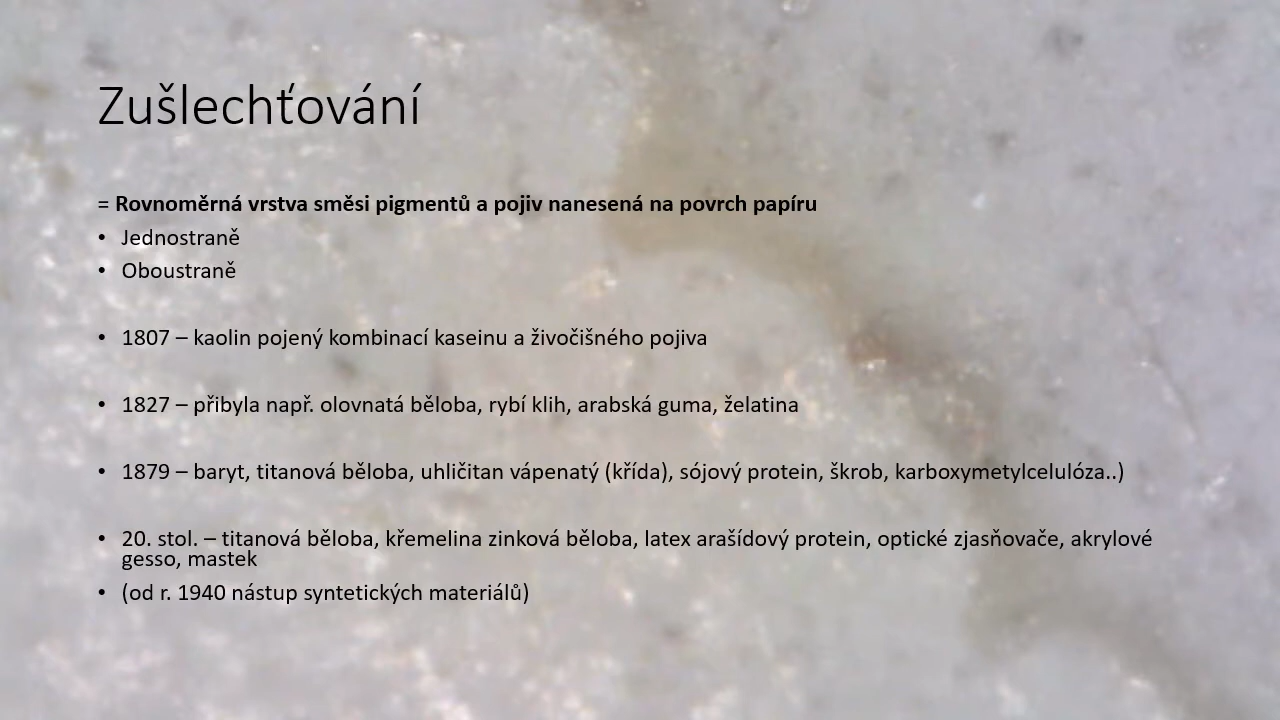 Zušlechťování
= Rovnoměrná vrstva směsi pigmentů a pojiv nanesená na povrch papíru
• Jednostraně
• Oboustraně
• 1807 – kaolin pojený kombinací kaseinu a živočišného pojiva
• 1827 – přibyla např. olovnatá běloba, rybí klih, arabská guma, želatina
• 1879 – baryt, titanová běloba, uhličitan vápenatý (křída), sójový protein, škrob, karboxymetylcelulóza..)
• 20. stol. – titanová běloba, křemelina zinková běloba, latex arašídový protein, optické zjasňovače, akrylové
gesso, mastek
• (od r. 1940 nástup syntetických materiálů)